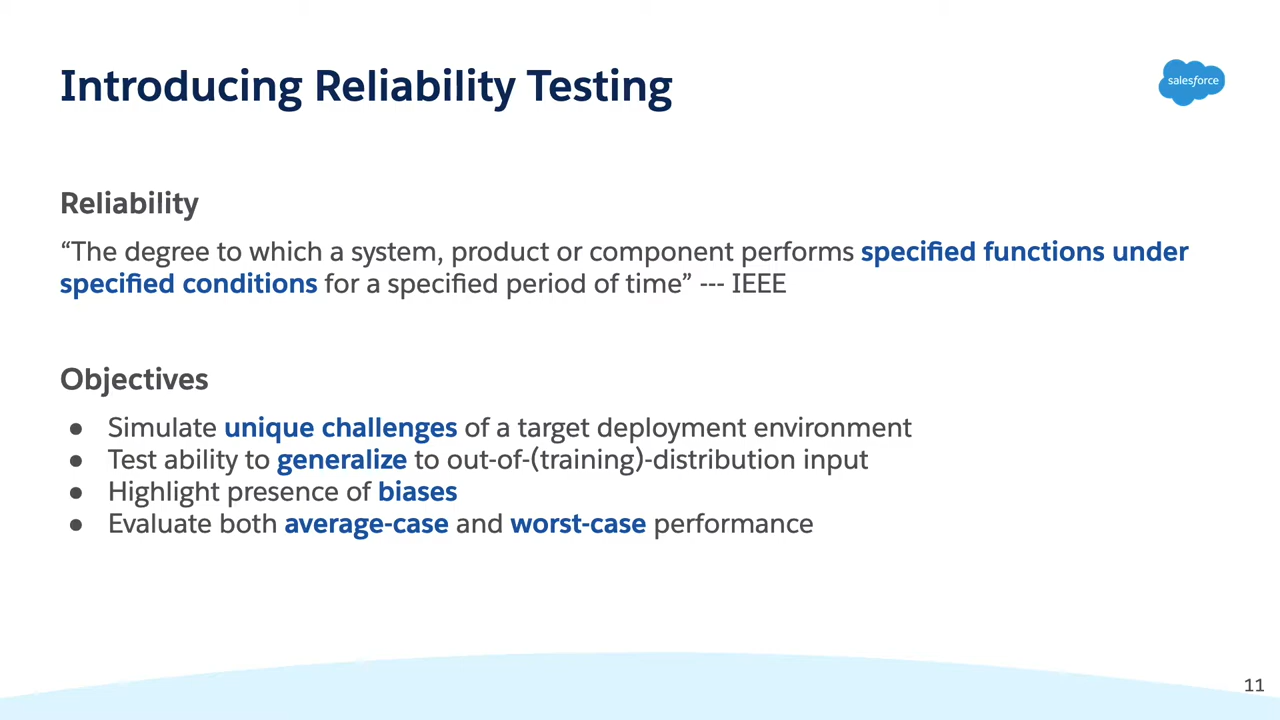 Introducing Reliability Testing
salesforce
Reliability
“The degree to which a system, product or component performs specified functions under
specified conditions for a specified period of time” --- IEEE
Objectives
● Simulate unique challenges of a target deployment environment
● Test ability to generalize to out-of-(training)-distribution input
● Highlight presence of biases
● Evaluate both average-case and worst-case performance
11